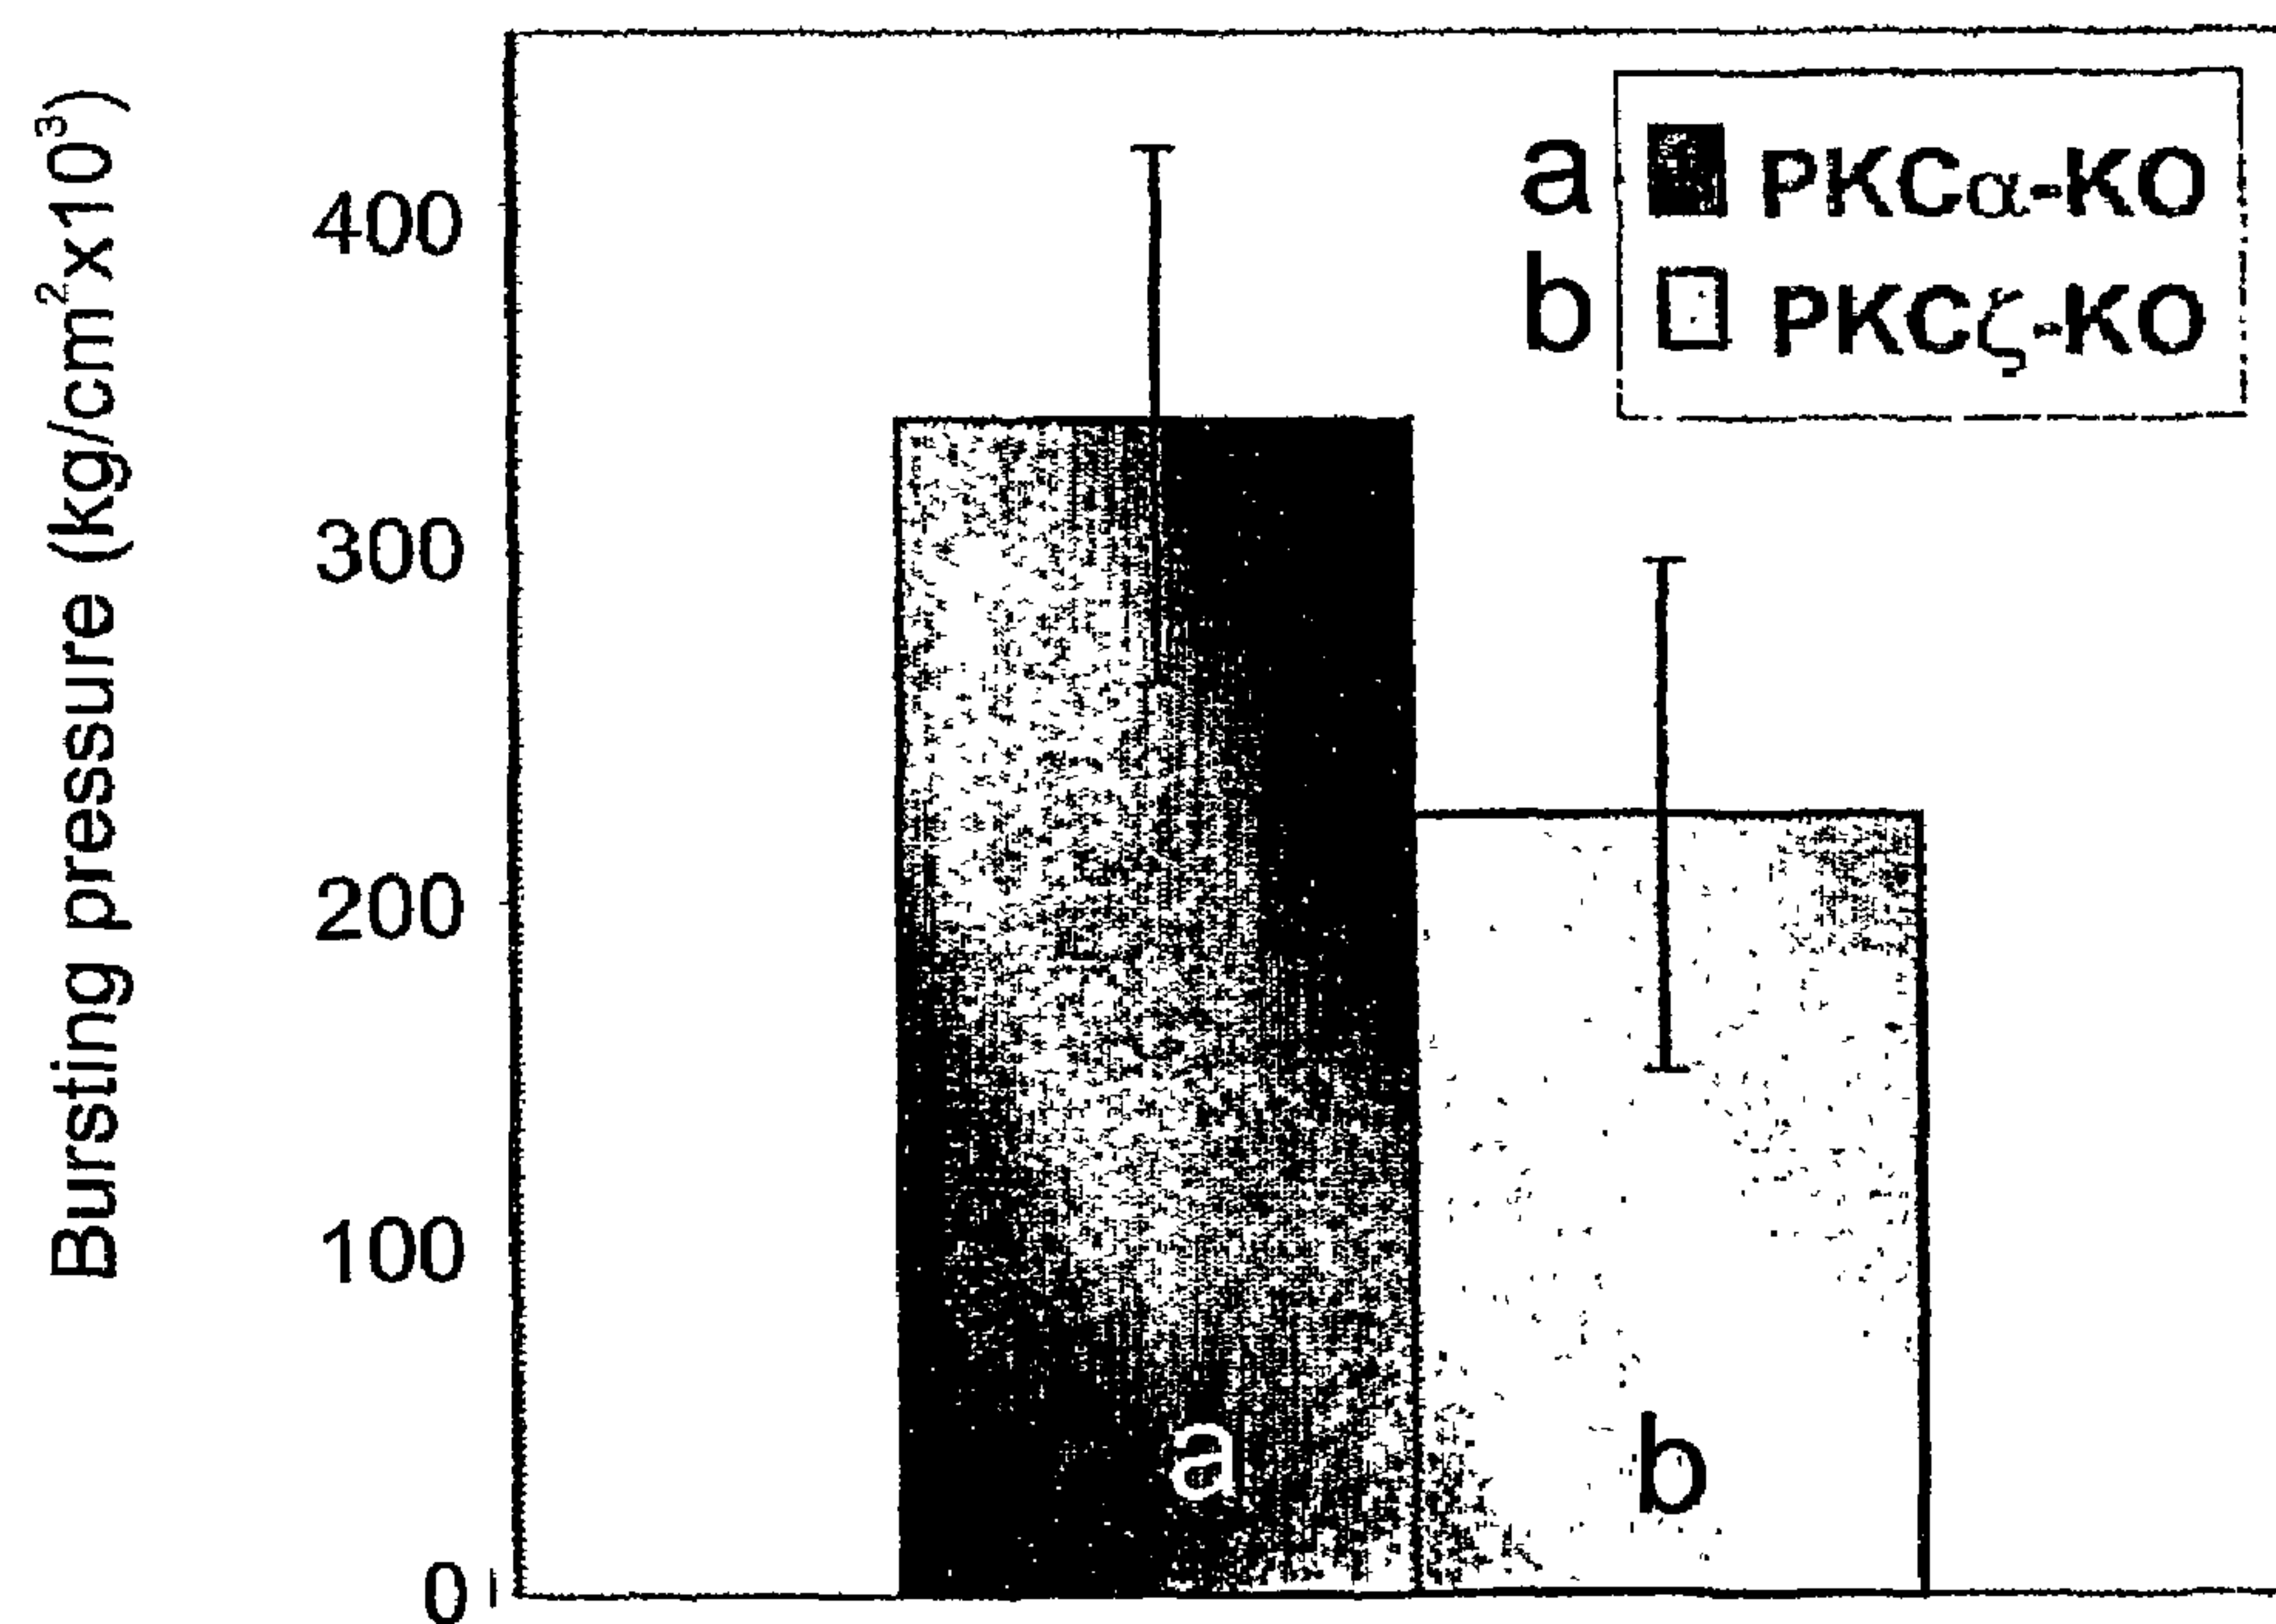 Bursting pressure (kg/cm²x10³)
400
300
200
100
0
a PKCα-KO
b PKCζ-KO
a
b